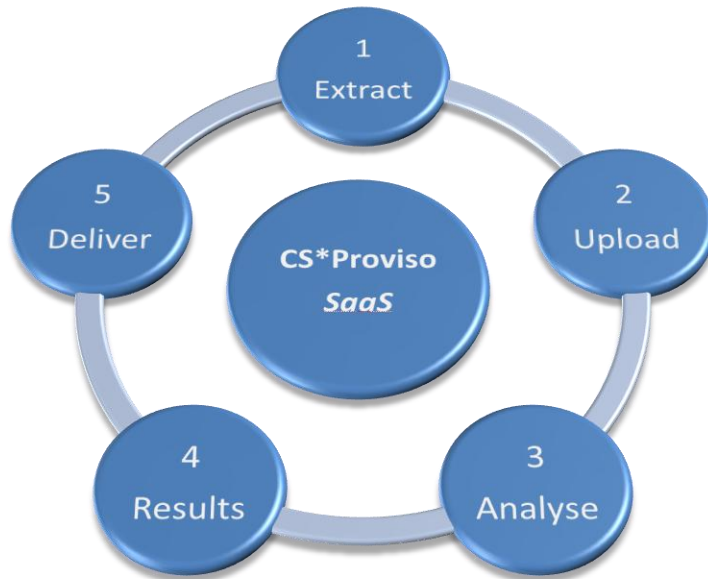 1
Extract
2
Upload
3
Analyse
4
Results
5
Deliver
CS*Proviso
SaaS